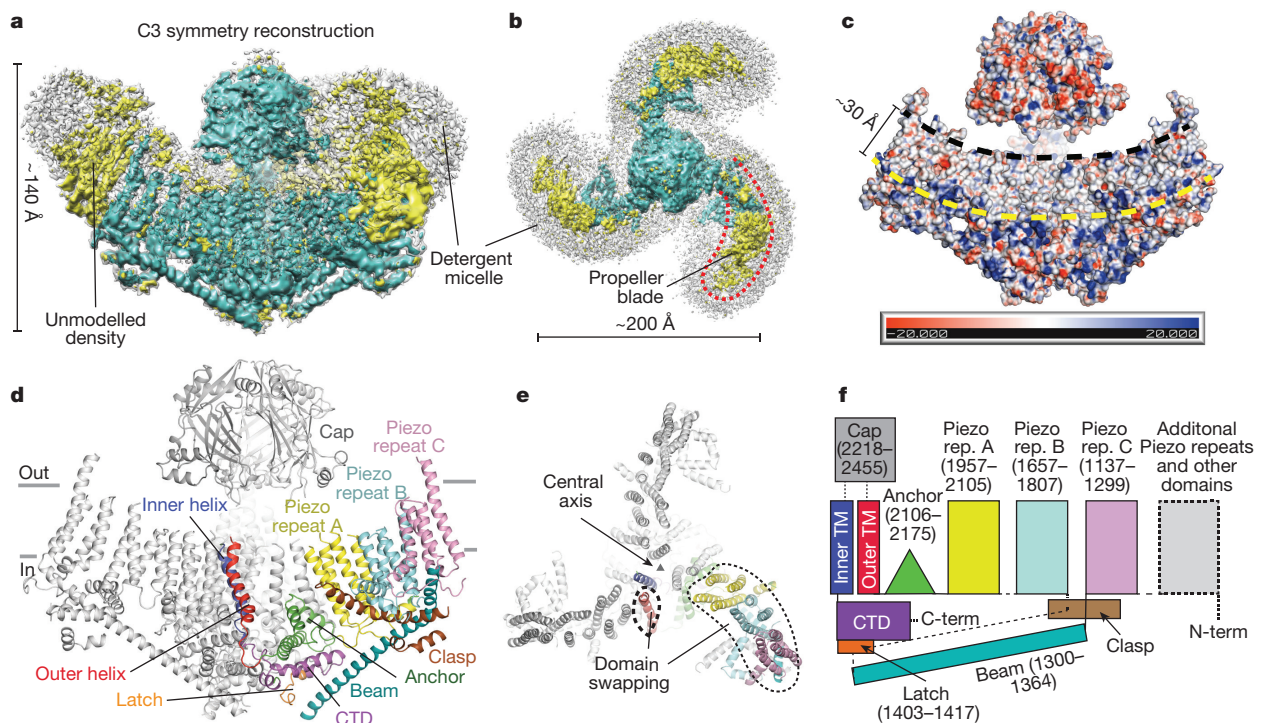 a
C3 symmetry reconstruction
~140 Å
Unmodelled
density
Detergent
micelle
b
Propeller
blade
~200 Å
c
~30 Å
-20.000
20.000
d
Out
In
Cap
Piezo
repeat C
Piezo
repeat B
Piezo
repeat A
Inner helix
Outer helix
Latch
CTD
Beam
Anchor
Clasp
e
Central
axis
Domain
swapping
f
Cap
(2218–
2455)
Inner TM
Outer TM
Anchor
(2106–
2175)
Piezo
rep. A
(1957–
2105)
Piezo
rep. B
(1657–
1807)
Piezo
rep. C
(1137–
1299)
Additonal
Piezo repeats
and other
domains
CTD
C-term
Clasp
N-term
Beam (1300–
1364)
Latch
(1403–1417)